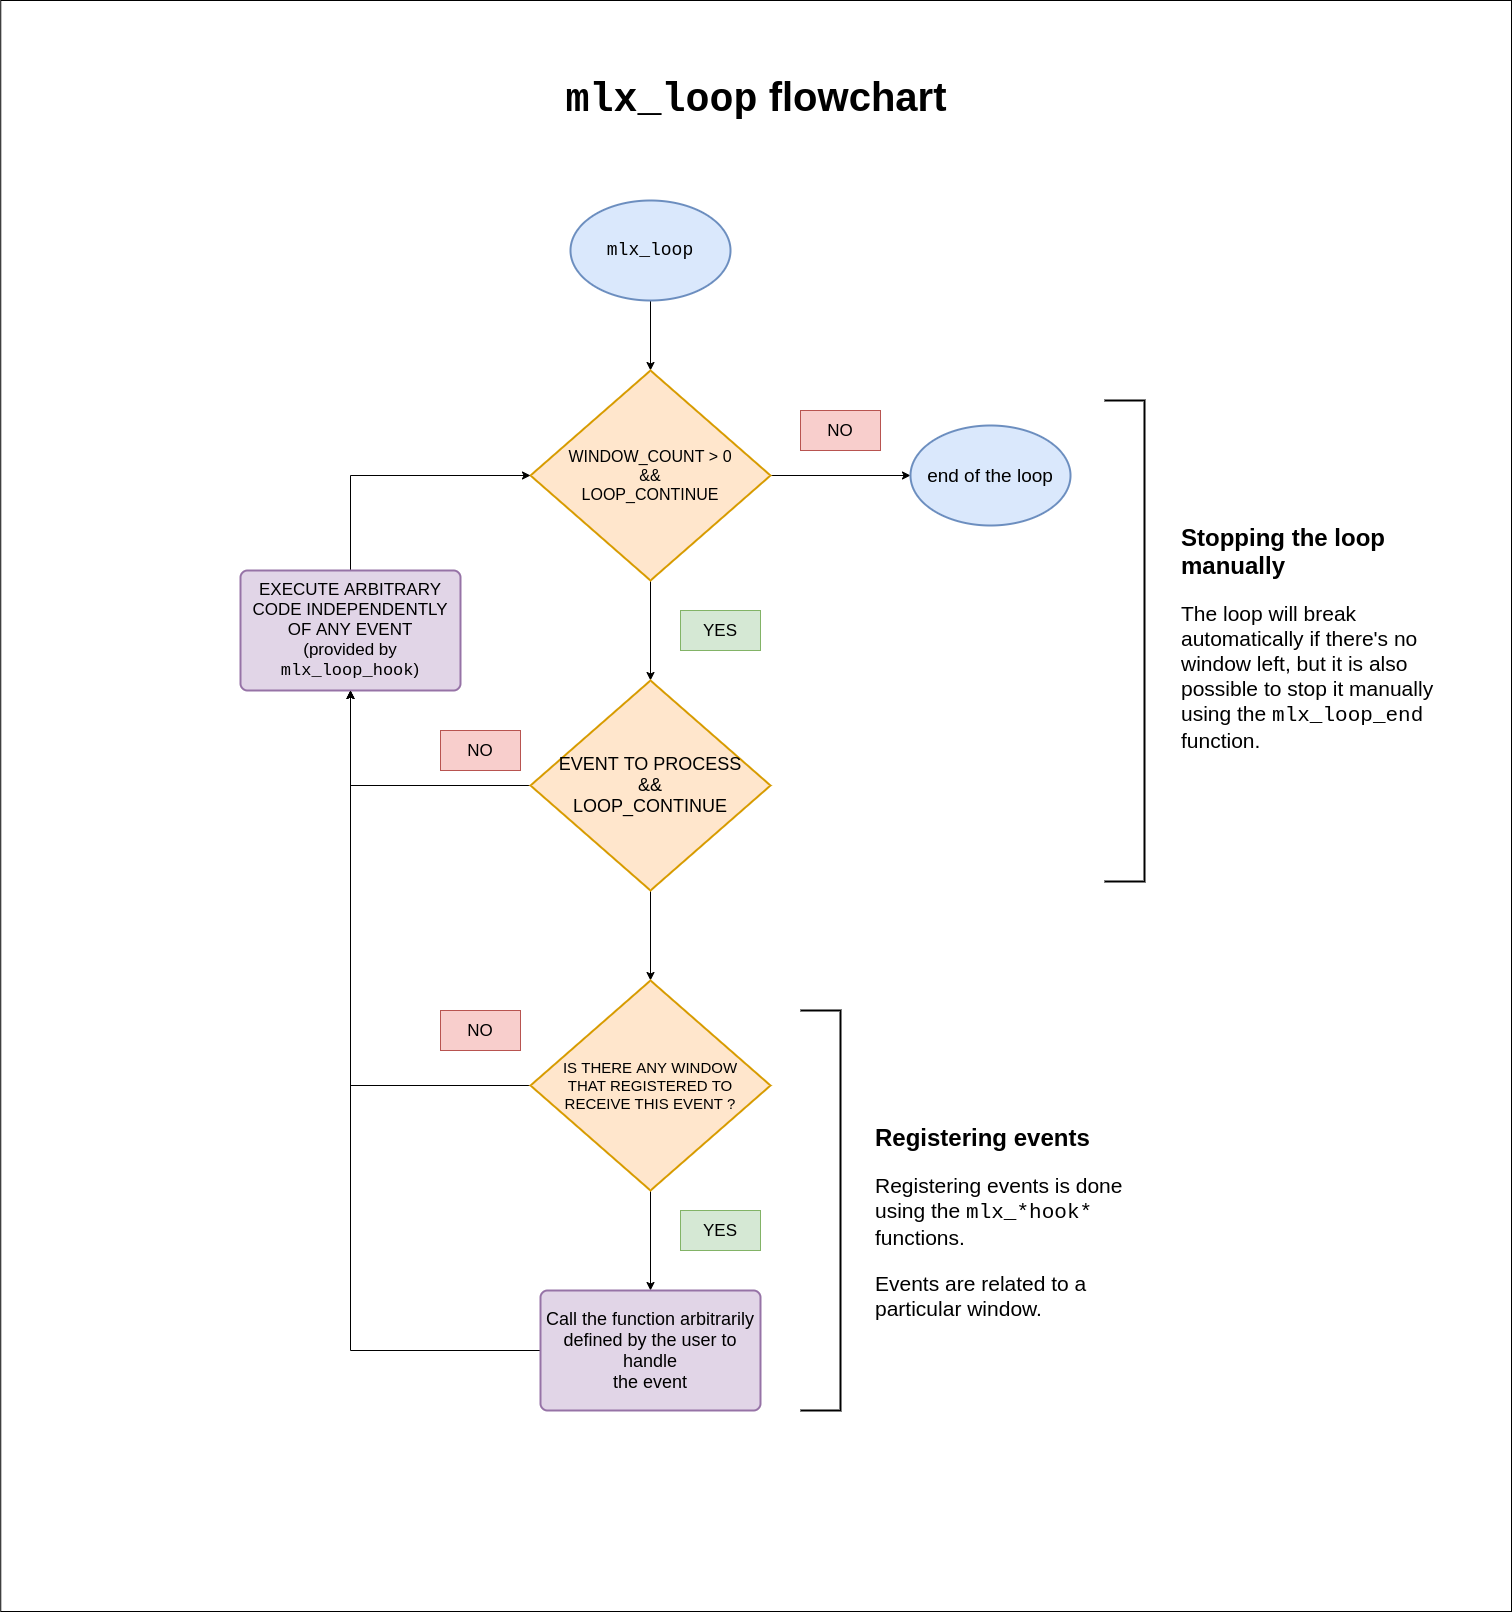 mlx_loop flowchart
mlx_loop
WINDOW_COUNT > 0
&&
LOOP_CONTINUE
NO
end of the loop
Stopping the loop
manually
The loop will break
automatically if there's no
window left, but it is also
possible to stop it manually
using the mlx_loop_end
function.
EXECUTE ARBITRARY
CODE INDEPENDENTLY
OF ANY EVENT
(provided by
mlx_loop_hook)
YES
NO
EVENT TO PROCESS
&&
LOOP_CONTINUE
NO
IS THERE ANY WINDOW
THAT REGISTERED TO
RECEIVE THIS EVENT ?
Registering events
Registering events is done
using the mlx_*hook*
functions.
Events are related to a
particular window.
YES
Call the function arbitrarily
defined by the user to
handle
the event